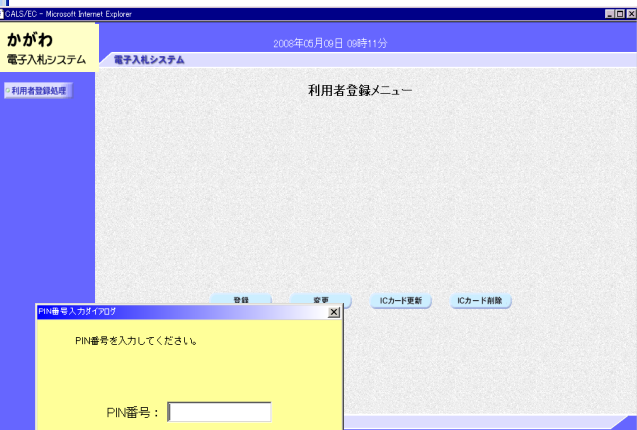 CALS/EC - Microsoft Internet Explorer
かがわ
電子入札システム
2008年05月09日 09時11分
電子入札システム
利用者登録処理
利用者登録メニュー
登録
変更
ICカード更新
ICカード削除
PIN番号入力ダイアログ
PIN番号を入力してください。
PIN番号：